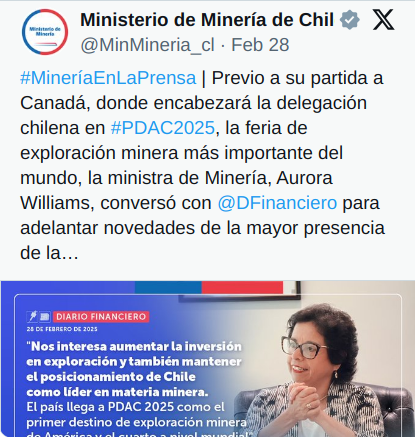 Ministerio de Minería de Chil
@MinMineria_cl · Feb 28
Ministerio de
Minería
#MineríaEnLaPrensa | Previo a su partida a
Canadá, donde encabezará la delegación
chilena en #PDAC2025, la feria de
exploración minera más importante del
mundo, la ministra de Minería, Aurora
Williams, conversó con @DFinanciero para
adelantar novedades de la mayor presencia
de la…
DIARIO FINANCIERO
28 DE FEBRERO DE 2025
"Nos interesa aumentar la inversión
en exploración y también mantener
el posicionamiento de Chile
como líder en materia minera.
El país llega a PDAC 2025 como el
primer destino de exploración minera
de América y el cuarto a nivel mundial"